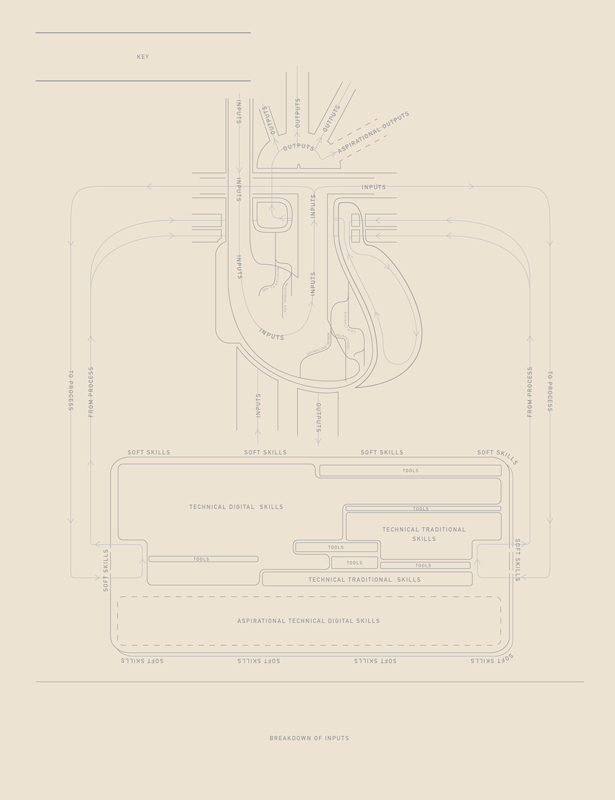 KEY
INPUTS
OUTPUTS
OUTPUTS
OUTPUTS
ASPIRATIONAL OUTPUTS
OUTPUTS
INPUTS
INPUTS
INPUTS
INPUTS
INPUTS
INPUTS
TO PROCESS
FROM PROCESS
INPUTS
OUTPUTS
FROM PROCESS
TO PROCESS
SOFT SKILLS
SOFT SKILLS
SOFT SKILLS
SOFT SKILLS
TOOLS
TECHNICAL DIGITAL SKILLS
TOOLS
TECHNICAL TRADITIONAL
SKILLS
TOOLS
TOOLS
TOOLS
TOOLS
TECHNICAL TRADITIONAL SKILLS
SOFT SKILLS
SOFT SKILLS
ASPIRATIONAL TECHNICAL DIGITAL SKILLS
SOFT SKILLS
SOFT SKILLS
SOFT SKILLS
SOFT SKILLS
BREAKDOWN OF INPUTS